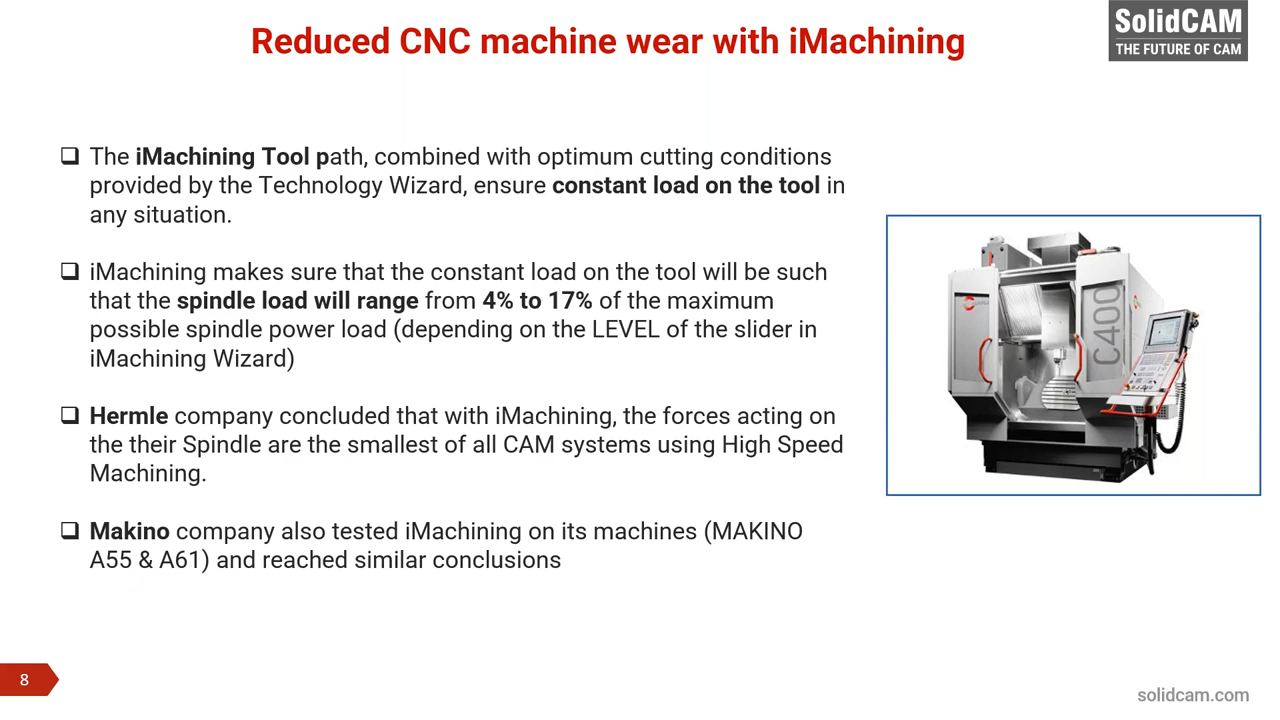 Reduced CNC machine wear with iMachining
SolidCAM
THE FUTURE OF CAM
❑ The iMachining Tool path, combined with optimum cutting conditions
provided by the Technology Wizard, ensure constant load on the tool in
any situation.
❑ iMachining makes sure that the constant load on the tool will be such
that the spindle load will range from 4% to 17% of the maximum
possible spindle power load (depending on the LEVEL of the slider in
iMachining Wizard)
❑ Hermle company concluded that with iMachining, the forces acting on
the their Spindle are the smallest of all CAM systems using High Speed
Machining.
❑ Makino company also tested iMachining on its machines (MAKINO
A55 & A61) and reached similar conclusions
C400
8
solidcam.com